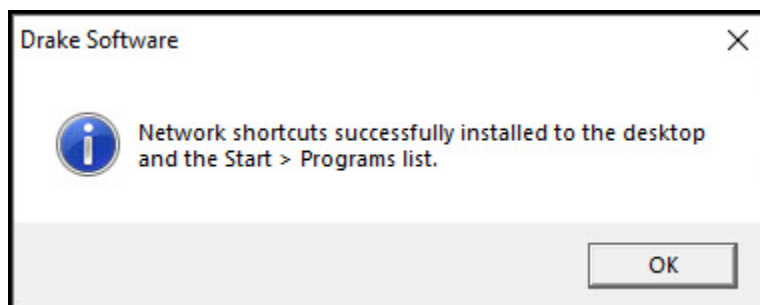 Drake Software
Network shortcuts successfully installed to the desktop
and the Start > Programs list.
OK